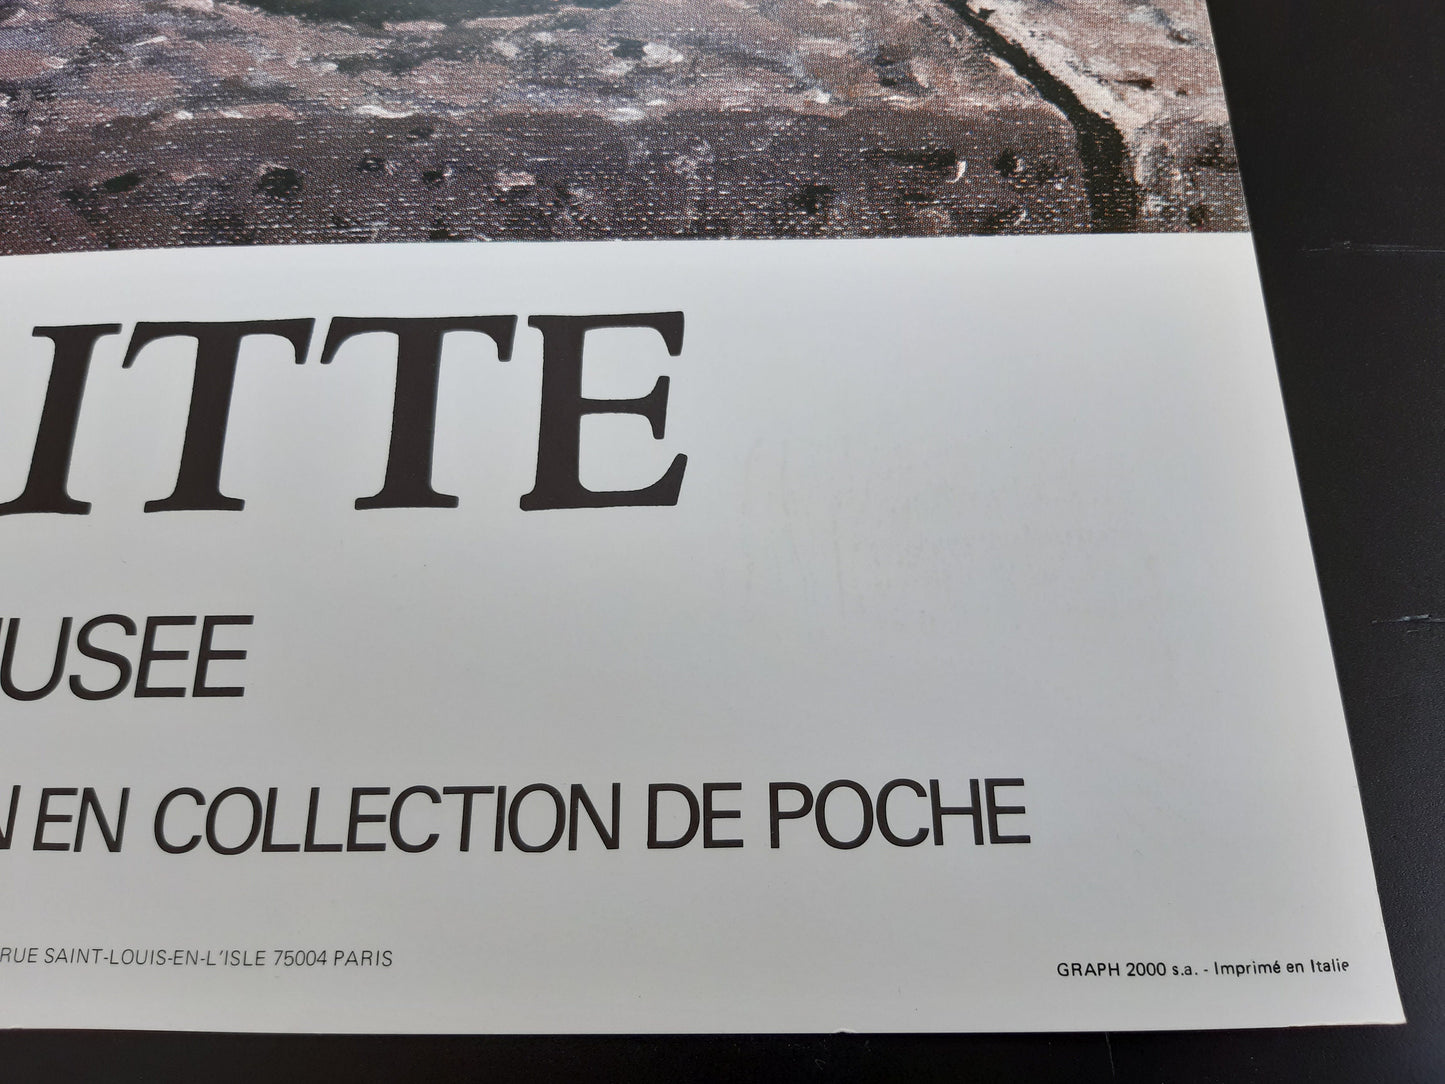 ITTE
USEE
N EN COLLECTION DE POCHE
RUE SAINT-LOUIS-EN-L'ISLE 75004 PARIS
GRAPH 2000 s.a. - Imprimé en Italie